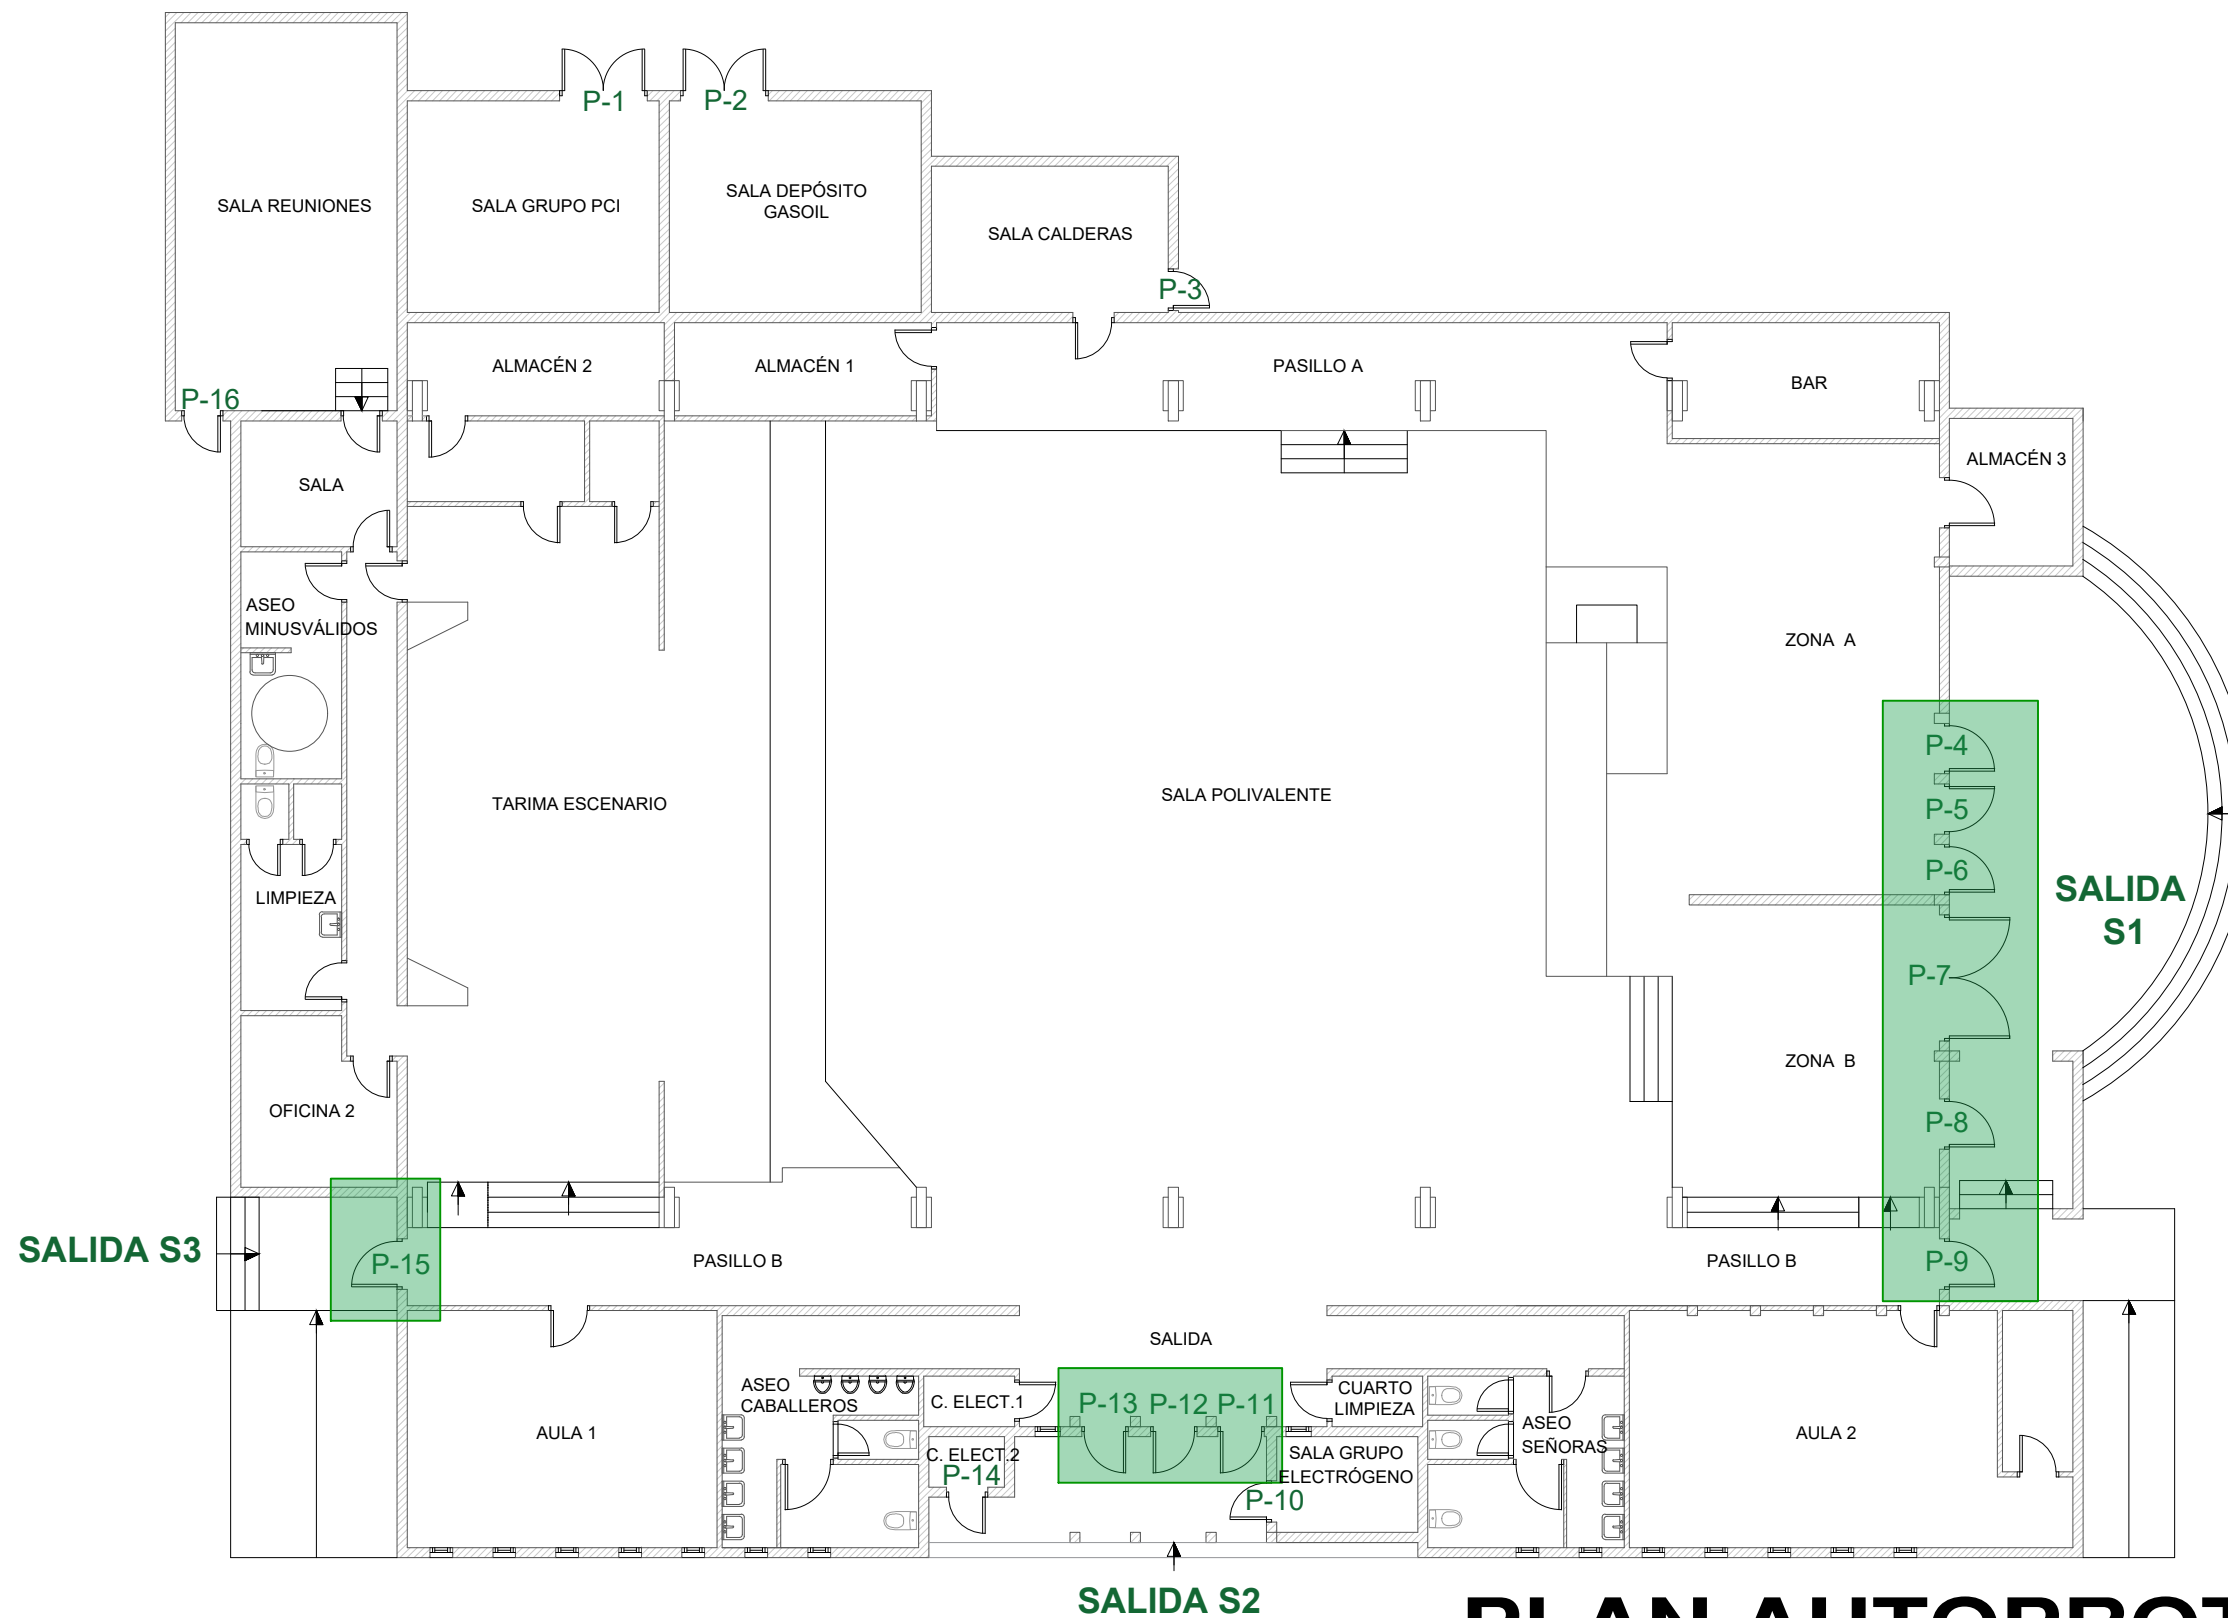 P-1
P-2
SALA REUNIONES
SALA GRUPO PCI
SALA DEPÓSITO
GASOIL
SALA CALDERAS
P-3
ALMACÉN 2
ALMACÉN 1
PASILLO A
BAR
P-16
ALMACÉN 3
SALA
ASEO
MINUSVÁLIDOS
ZONA A
P-4
TARIMA ESCENARIO
SALA POLIVALENTE
P-5
P-6
LIMPIEZA
SALIDA
S1
P-7
ZONA B
OFICINA 2
P-8
SALIDA S3
P-15
PASILLO B
PASILLO B
P-9
SALIDA
ASEO
CABALLEROS
C. ELECT.1
P-13
P-12
P-11
CUARTO
LIMPIEZA
AULA 1
C. ELECT.2
P-14
SALA GRUPO
ELECTRÓGENO
P-10
ASEO
SEÑORAS
AULA 2
SALIDA S2